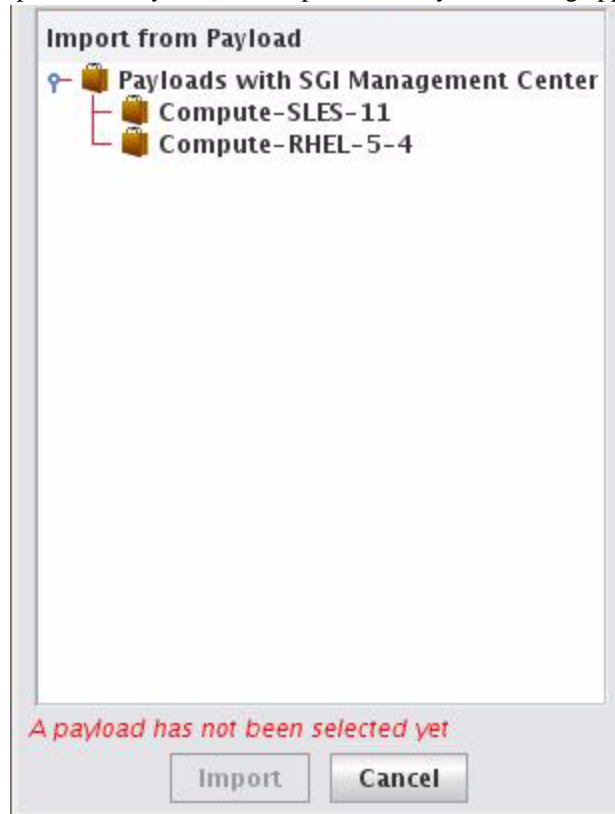 Import from Payload
Payloads with SGI Management Center
Compute-SLES-11
Compute-RHEL-5-4
A payload has not been selected yet
Import Cancel